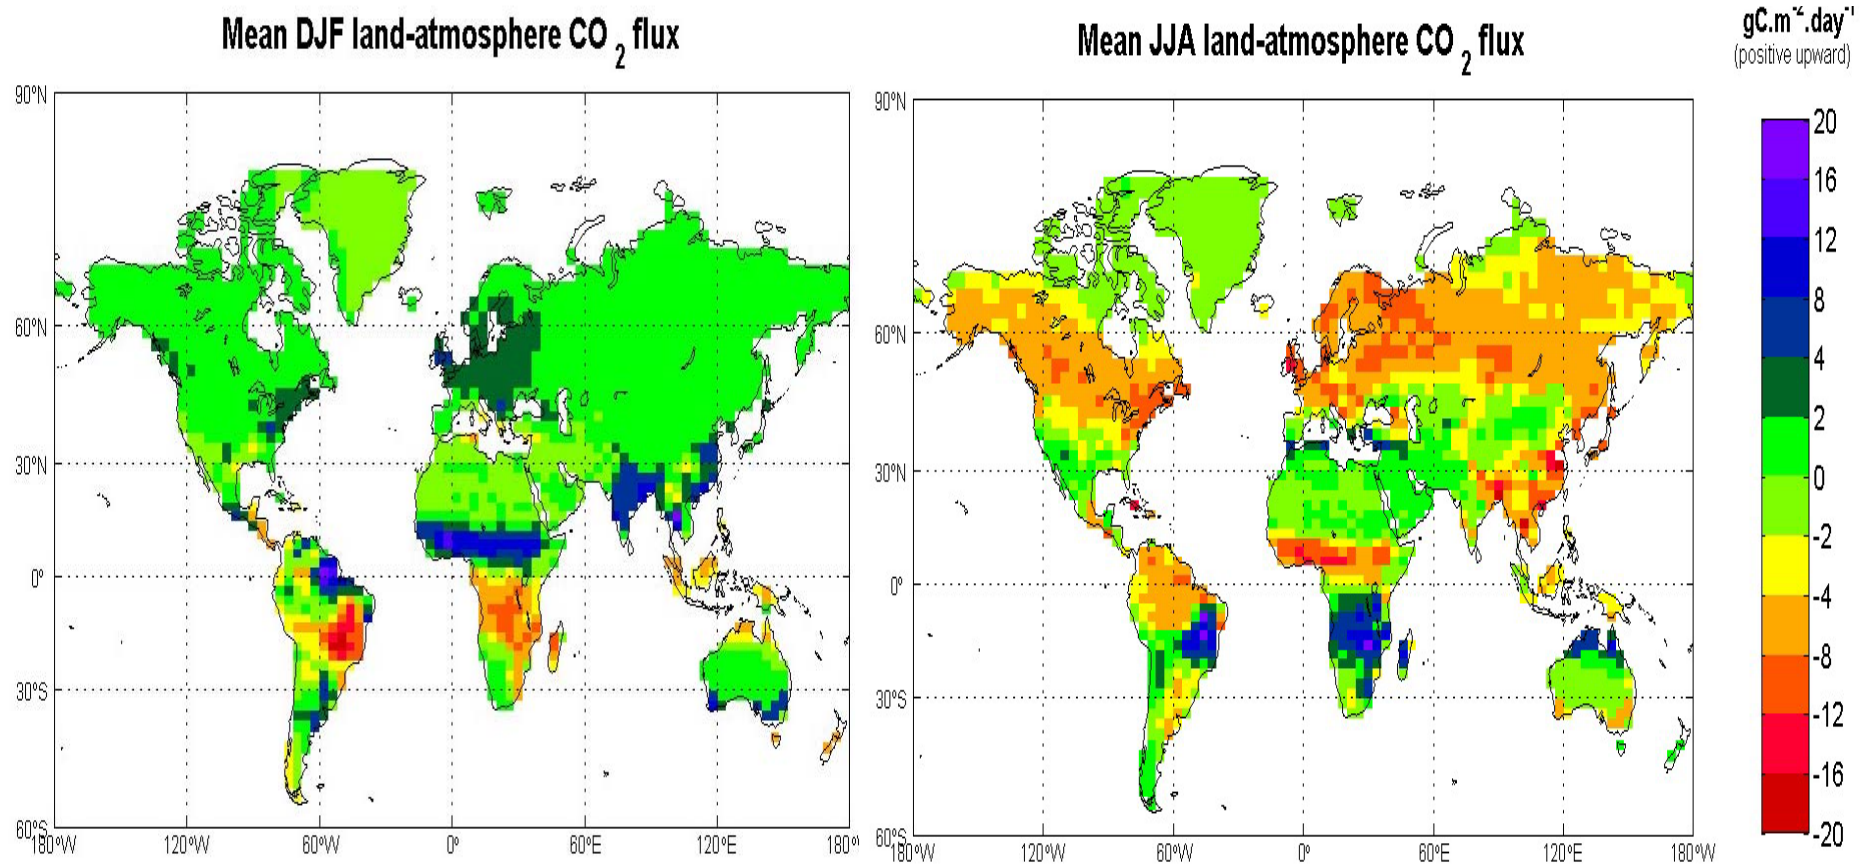 Mean DJF land-atmosphere CO 2 flux
90°N
60°N
30°N
0°
30°S
60°S
180°W 120°W 60°W 0° 60°E 120°E 180°
Mean JJA land-atmosphere CO 2 flux
90°N
60°N
30°N
0°
30°S
60°S
180°W 120°W 60°W 0° 60°E 120°E 180°W
gC.m⁻².day⁻¹
(positive upward)
20
16
12
8
4
2
0
-2
-4
-8
-12
-16
-20